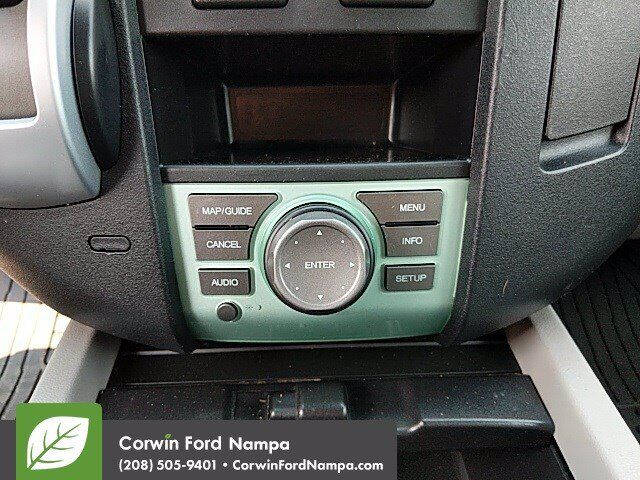 MAP/GUIDE
MENU
CANCEL
ENTER
INFO
AUDIO
SETUP
Corwin Ford Nampa
(208) 505-9401 • CorwinFordNampa.com